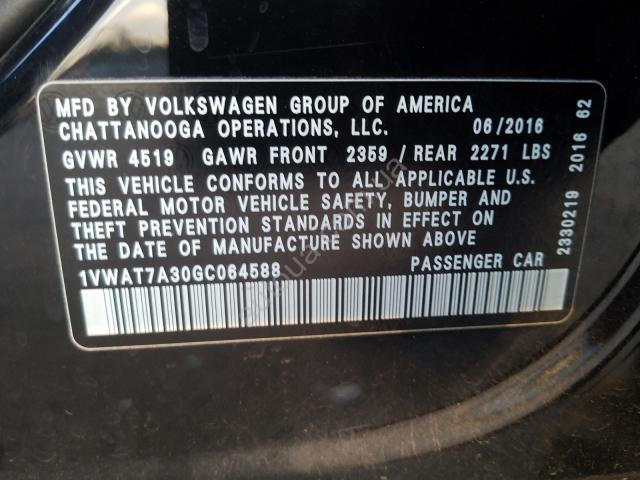 MFD BY VOLKSWAGEN GROUP OF AMERICA
CHATTANOOGA OPERATIONS, LLC. 06/2016
GVWR 4519 GAWR FRONT 2359 / REAR 2271 LBS
THIS VEHICLE CONFORMS TO ALL APPLICABLE U.S.
FEDERAL MOTOR VEHICLE SAFETY, BUMPER AND
THEFT PREVENTION STANDARDS IN EFFECT ON
THE DATE OF MANUFACTURE SHOWN ABOVE
1VWAT7A30GC064588 PASSENGER CAR
2330219 2016 62